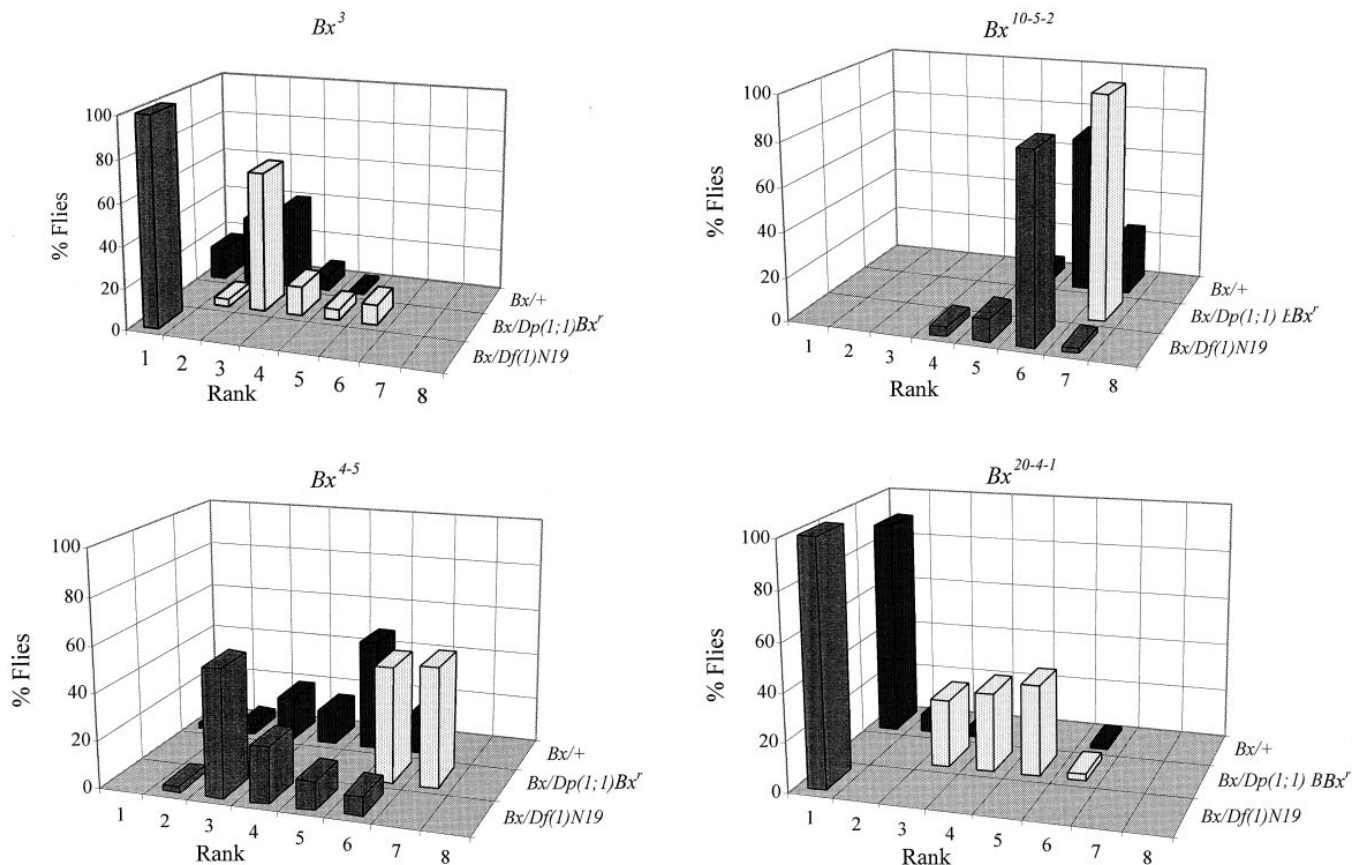 Bx³
100
80
60
40
20
0
% Flies
1 2 3 4 5 6 7 8
Rank
Bx/+
Bx/Dp(1;1)Bxʳ
Bx/Df(1)N19
Bx¹⁰⁻⁵⁻²
100
80
60
40
20
0
% Flies
1 2 3 4 5 6 7 8
Rank
Bx/+
Bx/Dp(1;1) BBxʳ
Bx/Df(1)N19
Bx⁴⁻⁵
100
80
60
40
20
0
% Flies
1 2 3 4 5 6 7 8
Rank
Bx/+
Bx/Dp(1;1)Bxʳ
Bx/Df(1)N19
Bx²⁰⁻⁴⁻¹
100
80
60
40
20
0
% Flies
1 2 3 4 5 6 7 8
Rank
Bx/+
Bx/Dp(1;1) BBxʳ
Bx/Df(1)N19